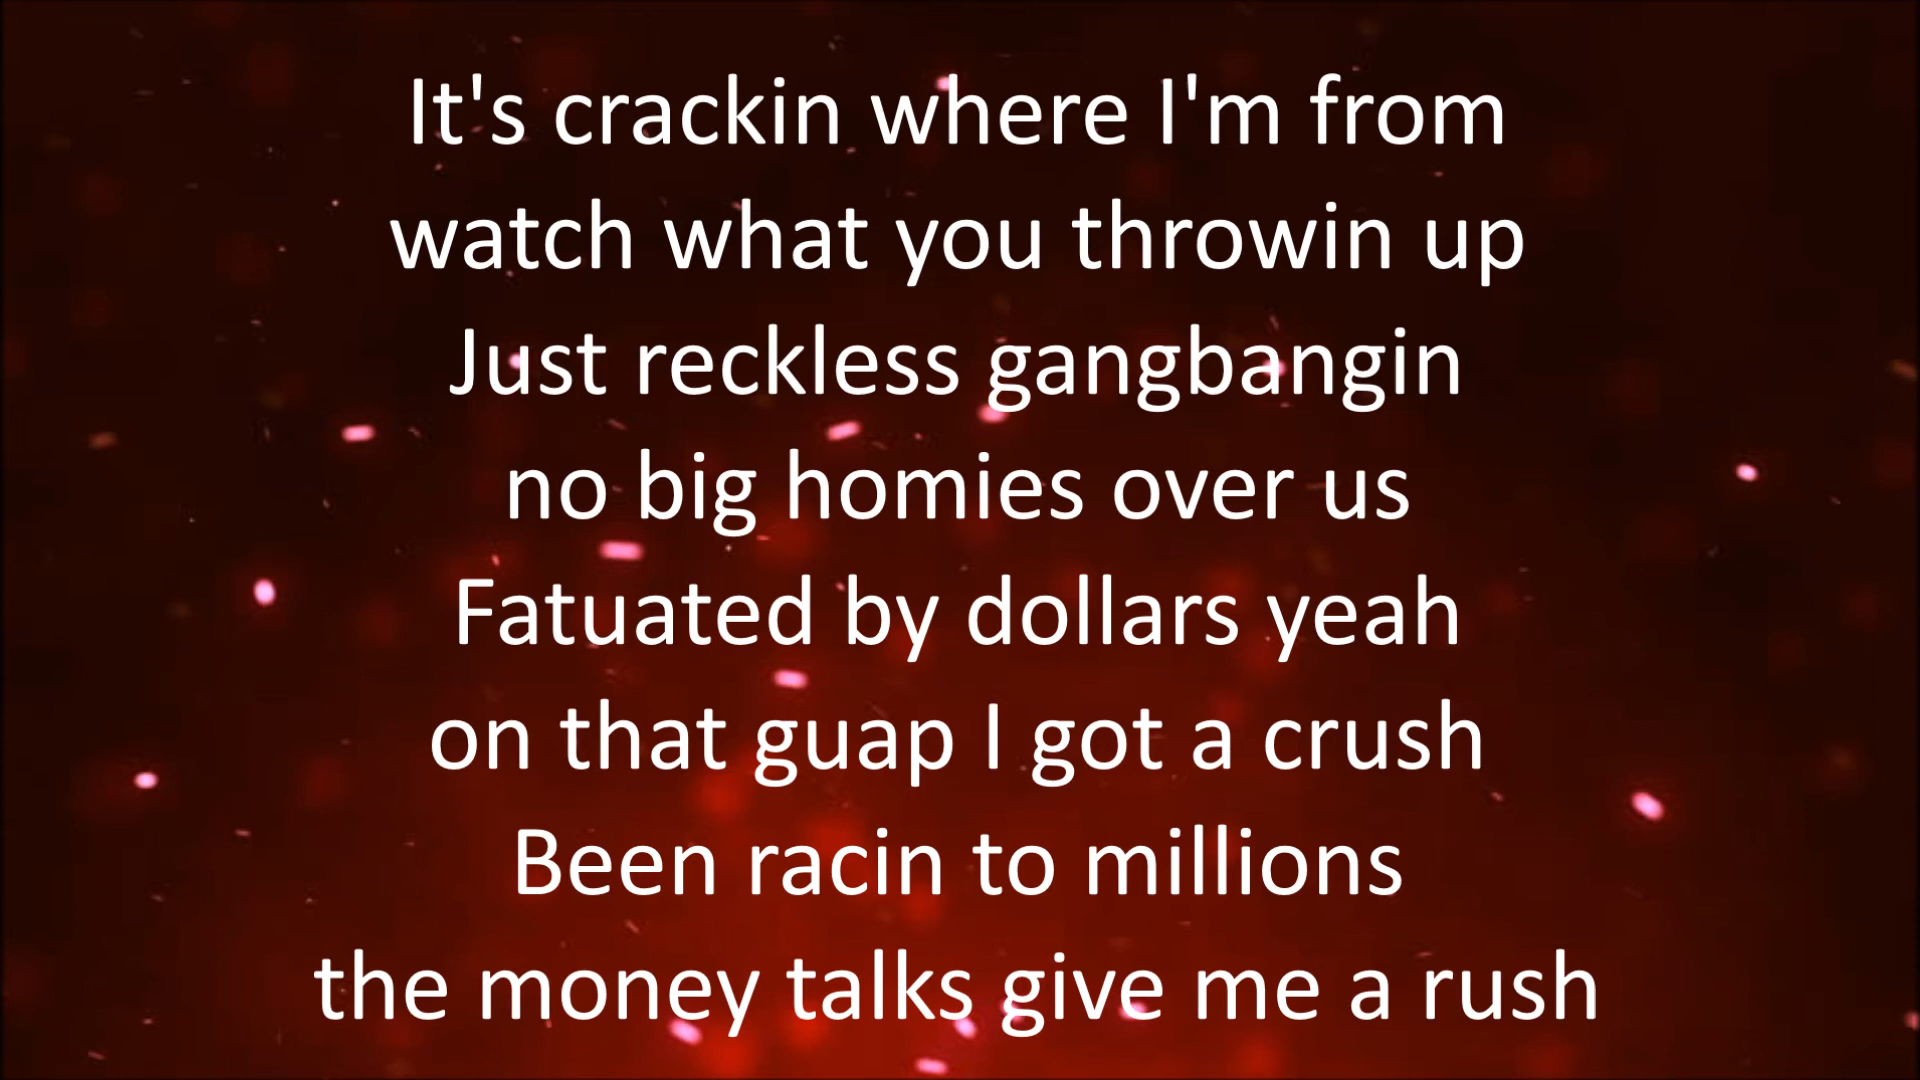 It's crackin where I'm from
watch what you throwin up
Just reckless gangbangin
no big homies over us
Fatuated by dollars yeah
on that guap I got a crush
Been racin to millions
the money talks give me a rush